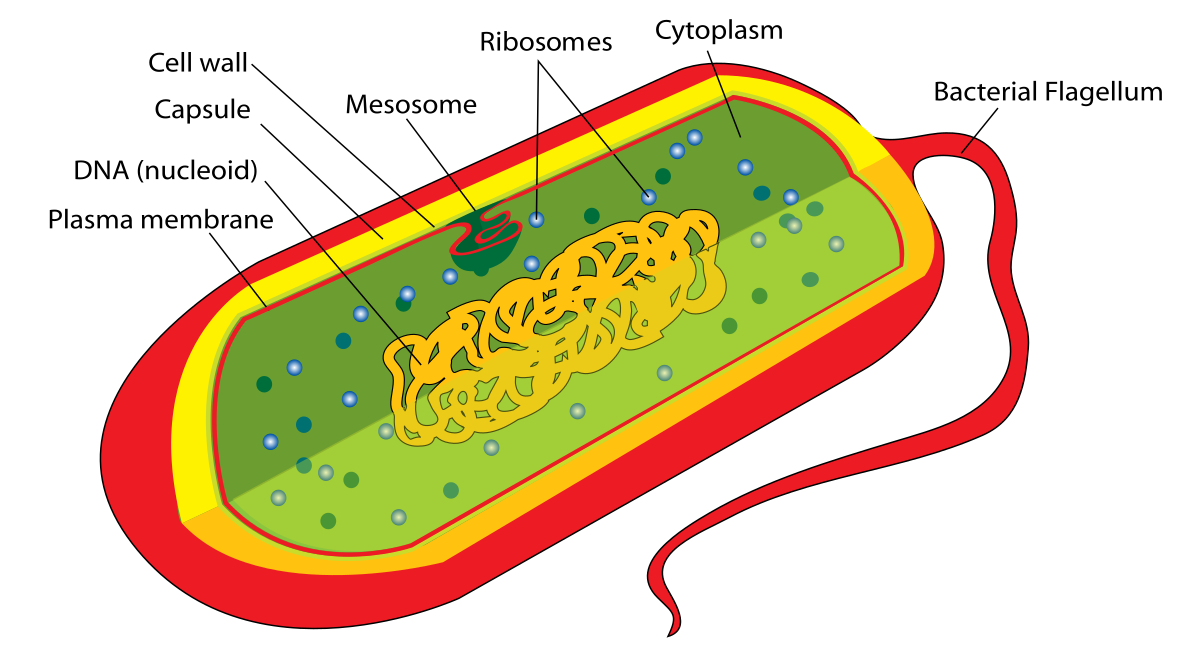 Cytoplasm
Ribosomes
Cell wall
Bacterial Flagellum
Mesosome
Capsule
DNA (nucleoid)
Plasma membrane